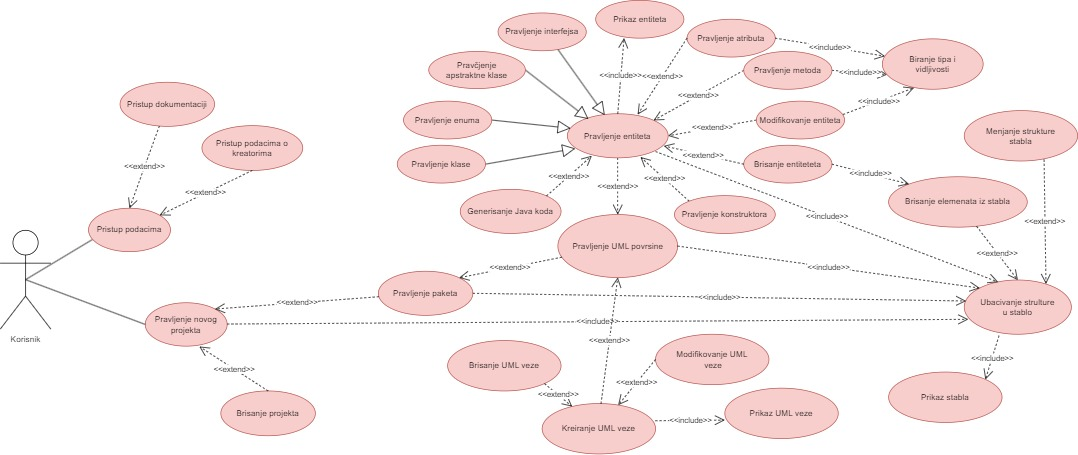 Prikaz entiteta
Pravljenje interfejsa
Pravljenje atributa
<<include>>
Biranje tipa i
vidljivosti
Pravčjenje
apstraktne klase
<<include>>
<<extend>>
Pravljenje metoda
<<include>>
<<extend>>
<<include>>
Pristup dokumentaciji
Pravljenje enuma
Modifikovanje entiteta
<<extend>>
Pravljenje entiteta
Menjanje strukture
stabla
Pristup podacima o
kreatorima
Pravljenje klase
<<extend>>
Brisanje entiteteta
<<include>>
<<extend>>
<<extend>>
<<extend>>
<<extend>>
<<extend>>
Brisanje elemenata iz stabla
Generisanje Java koda
Pravljenje konstruktora
<<include>>
<<extend>>
Pristup podacima
Pravljenje UML povrsine
<<extend>>
<<extend>>
<<include>>
Pravljenje paketa
<<extend>>
<<include>>
Ubacivanje strulture
u stablo
Pravljenje novog
projekta
<<include>>
Korisnik
<<extend>>
<<extend>>
Brisanje UML veze
Modifikovanje UML
veze
<<include>>
<<extend>>
<<extend>>
Prikaz stabla
Brisanje projekta
Kreiranje UML veze
<<include>>
Prikaz UML veze